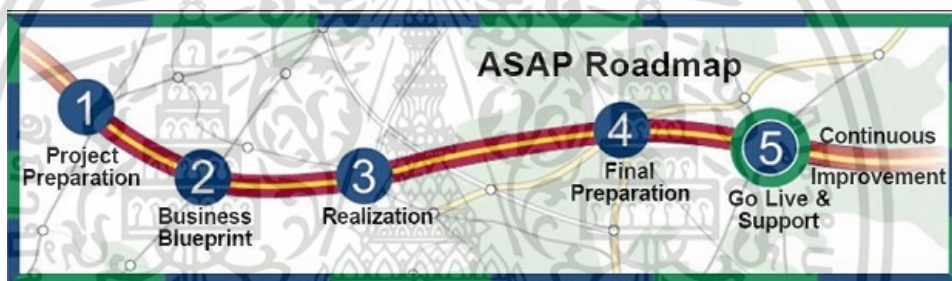 ASAP Roadmap
1
Project
Preparation
2
Business
Blueprint
3
Realization
4
Final
Preparation
5
Go Live &
Support
Continuous
Improvement